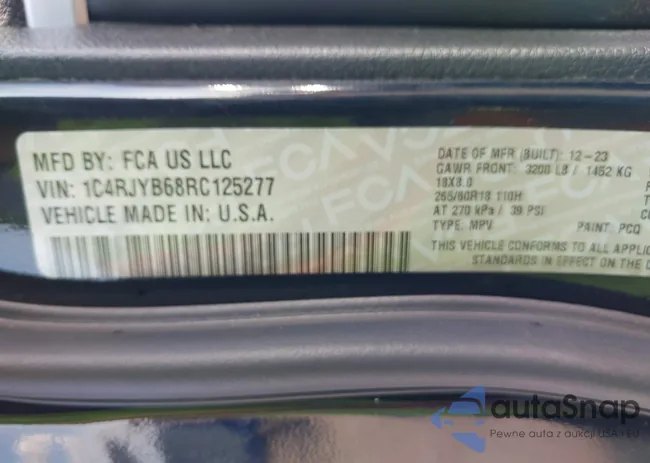 MFD BY: FCA US LLC
VIN: 1C4RJYB68RC125277
VEHICLE MADE IN: U.S.A.
DATE OF MFR (BUILT): 12-23
GAWR FRONT: 3200 LB / 1452 KG
18X8.0
265/60R18 110H
AT 270 kPa / 39 PSI
TYPE: MPV PAINT: PCQ
THIS VEHICLE CONFORMS TO ALL APPLIC
STANDARDS IN EFFECT ON THE
autaSnap
Pewne auta z aukcji USA i EU